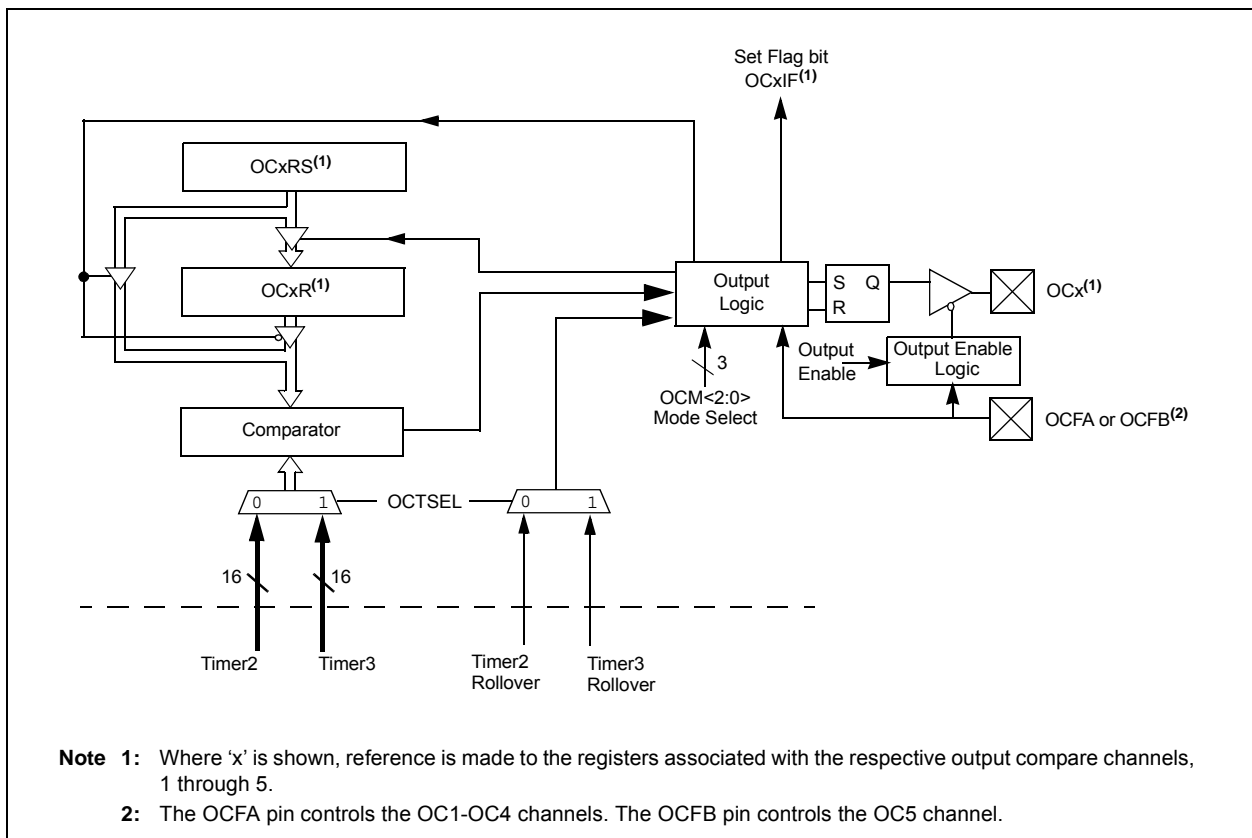 Set Flag bit
OCxIF(1)
OCxRS(1)
OCxR(1)
Output
Logic
S Q
R
OCx(1)
Output
Enable
Output Enable
Logic
3
OCM<2:0>
Mode Select
OCFA or OCFB(2)
Comparator
0 1
OCTSEL
0 1
16
16
Timer2
Timer3
Timer2
Rollover
Timer3
Rollover
Note 1: Where ‘x’ is shown, reference is made to the registers associated with the respective output compare channels,
1 through 5.
2: The OCFA pin controls the OC1-OC4 channels. The OCFB pin controls the OC5 channel.